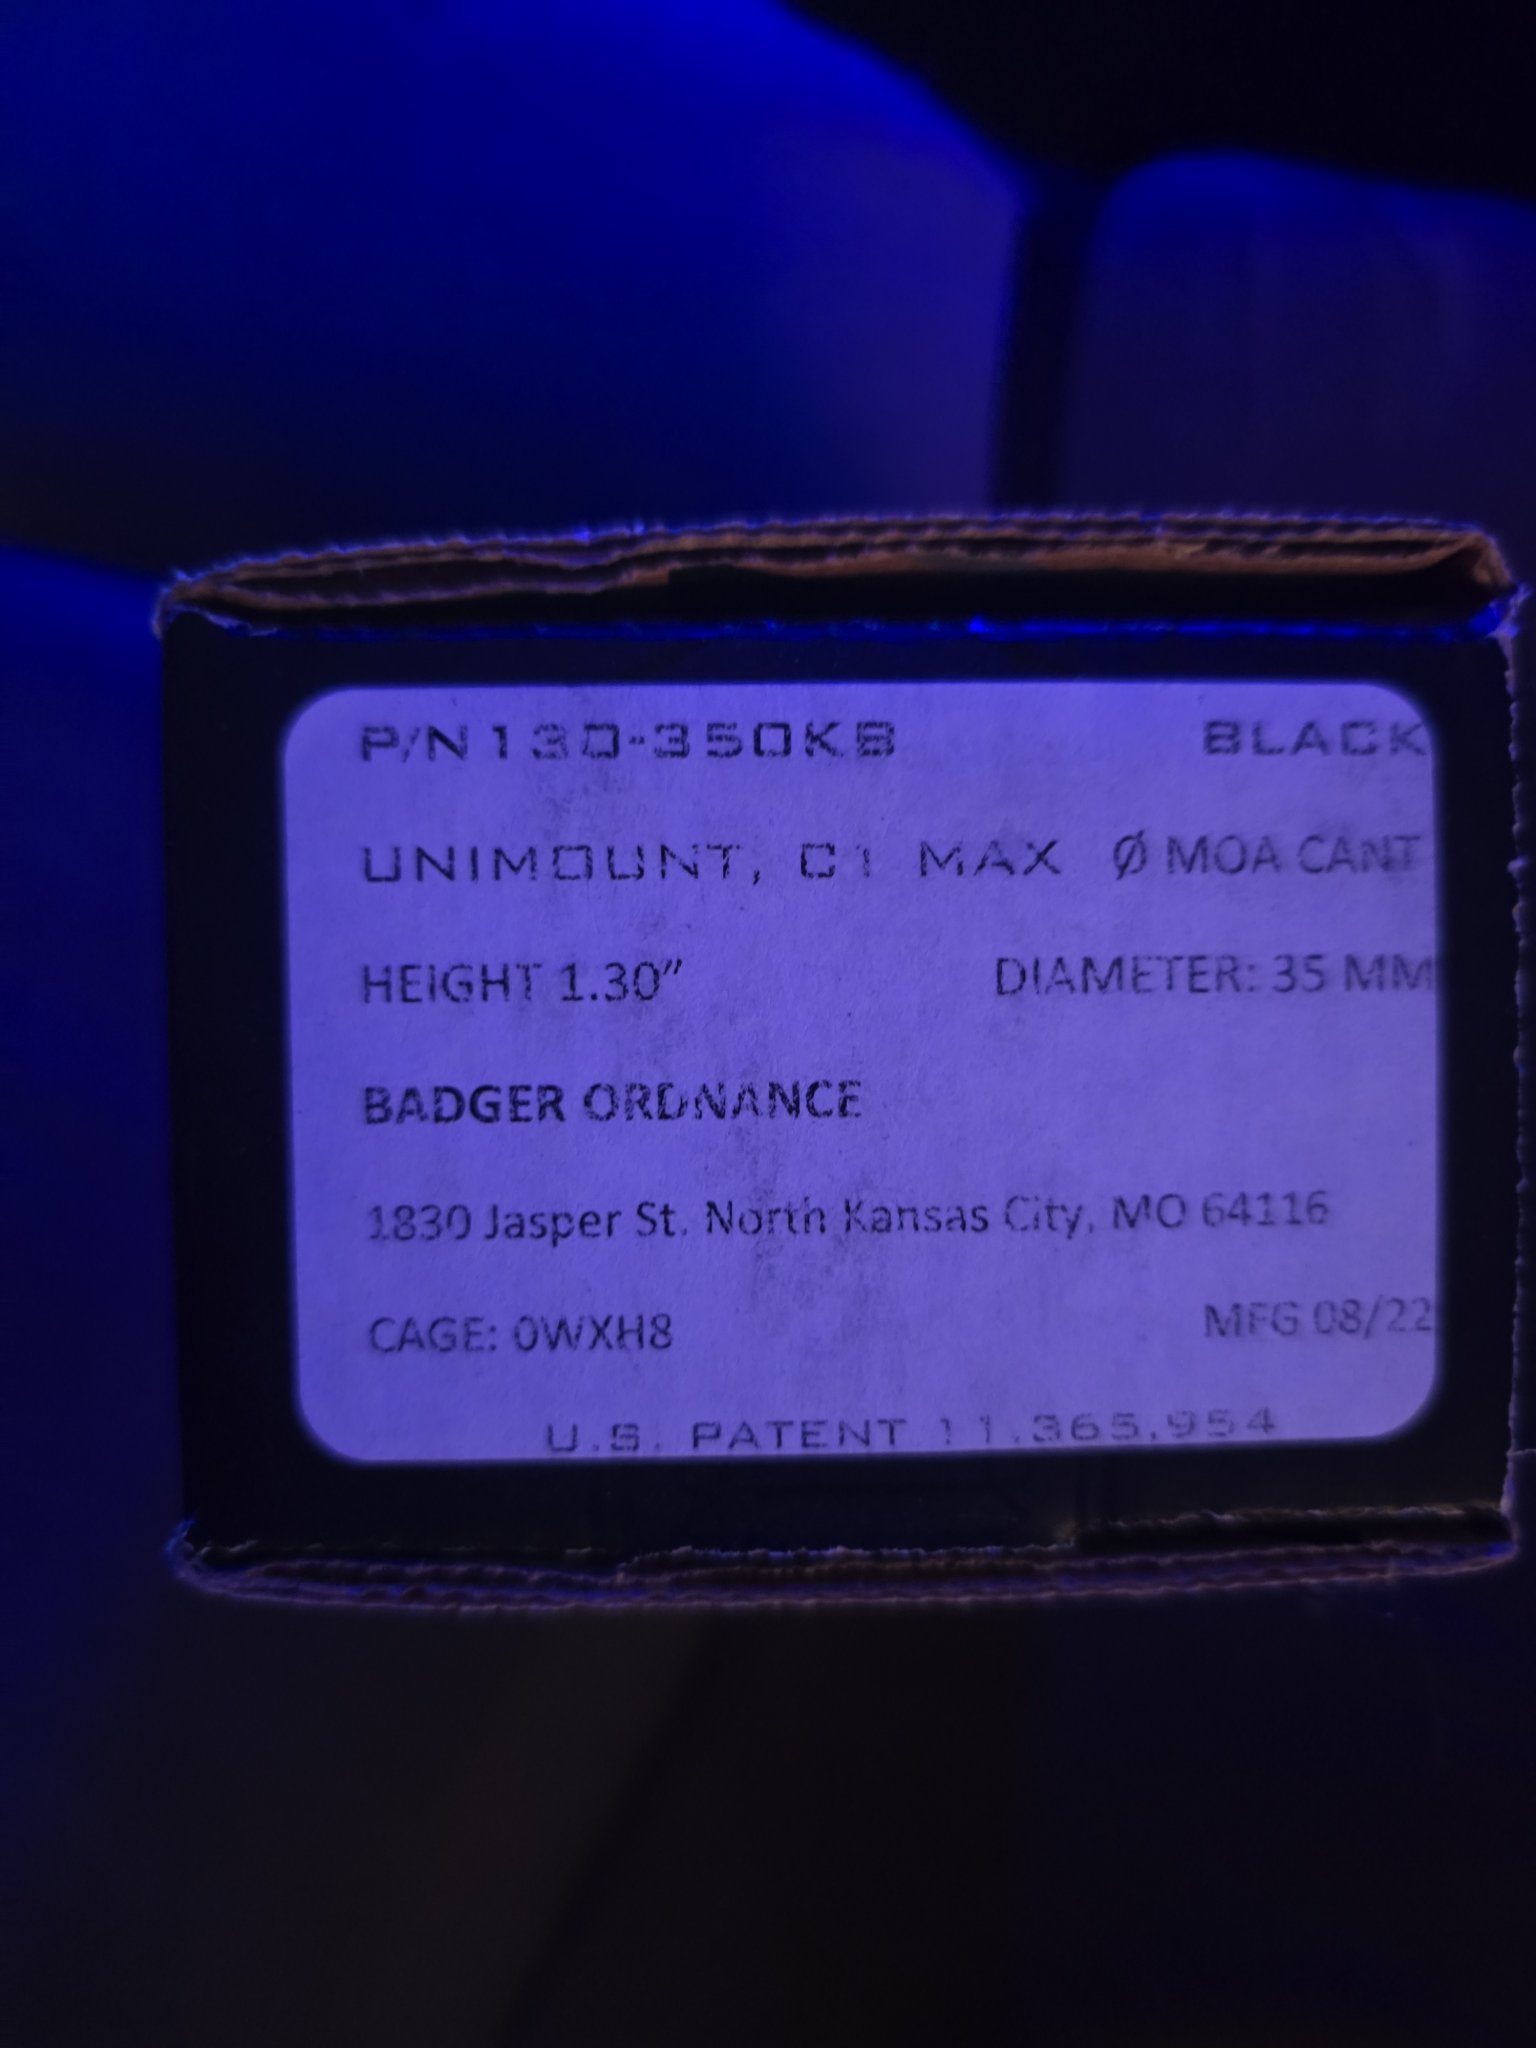 P/N 130-350KB BLACK
UNIMOUNT, C1 MAX Ø MOA CANT
HEIGHT 1.30” DIAMETER: 35 MM
BADGER ORDNANCE
1830 Jasper St. North Kansas City, MO 64116
CAGE: 0WXH8 MFG 08/22
U.S. PATENT 11,365,954